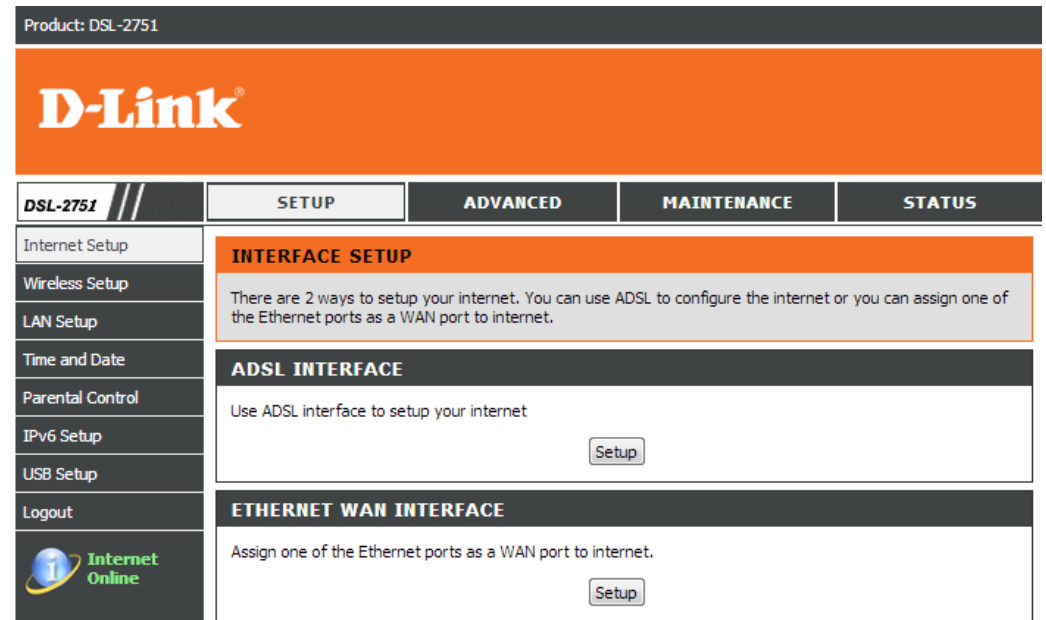 Product: DSL-2751
D-Link®
DSL-2751
SETUP
ADVANCED
MAINTENANCE
STATUS
Internet Setup
Wireless Setup
LAN Setup
Time and Date
Parental Control
IPv6 Setup
USB Setup
Logout
Internet
Online
INTERFACE SETUP
There are 2 ways to setup your internet. You can use ADSL to configure the internet or you can assign one of
the Ethernet ports as a WAN port to internet.
ADSL INTERFACE
Use ADSL interface to setup your internet
Setup
ETHERNET WAN INTERFACE
Assign one of the Ethernet ports as a WAN port to internet.
Setup